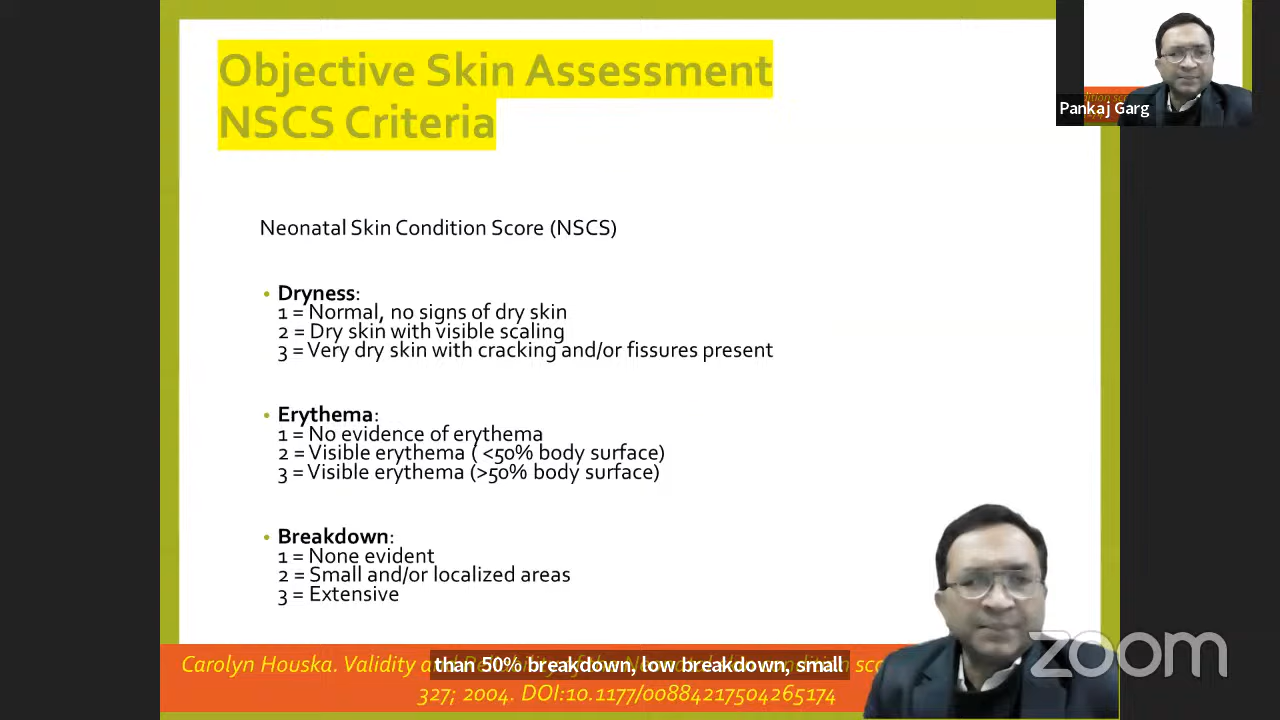 Objective Skin Assessment
NSCS Criteria
Pankaj Garg
Neonatal Skin Condition Score (NSCS)
• Dryness:
1 = Normal, no signs of dry skin
2 = Dry skin with visible scaling
3 = Very dry skin with cracking and/or fissures present
• Erythema:
1 = No evidence of erythema
2 = Visible erythema ( <50% body surface)
3 = Visible erythema (>50% body surface)
• Breakdown:
1 = None evident
2 = Small and/or localized areas
3 = Extensive
zoom
Carolyn Houska. Validity
than 50% breakdown, low breakdown, small
327; 2004. DOI:10.1177/0884217504265174